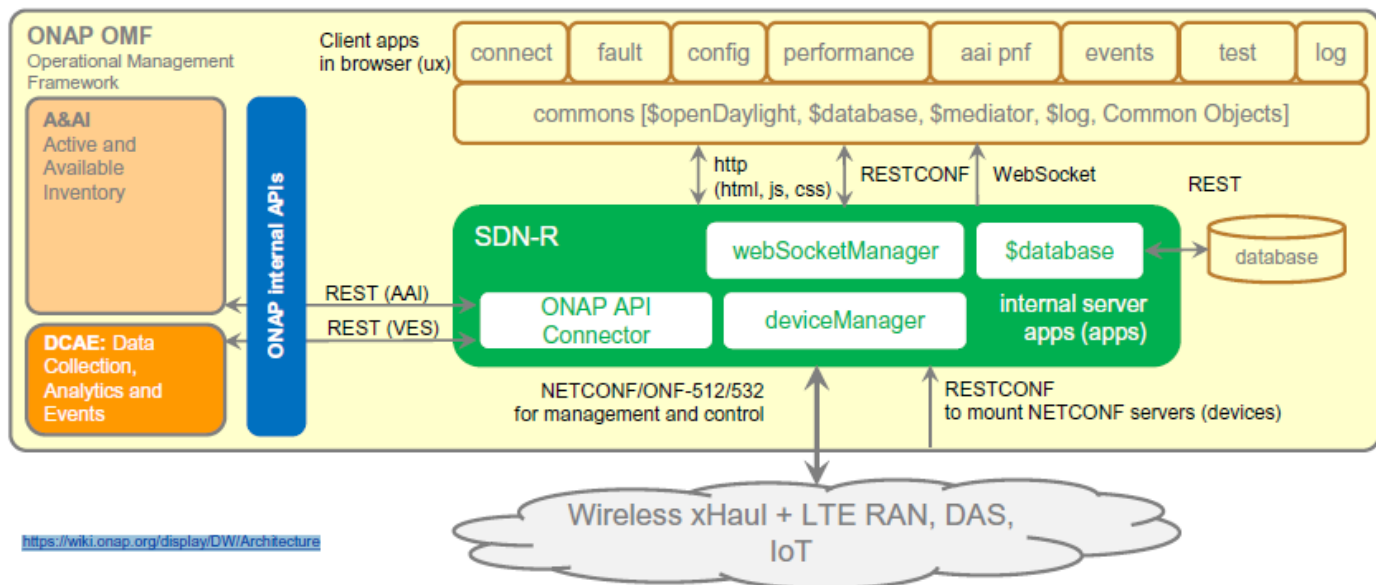 ONAP OMF
Operational Management
Framework
Client apps
in browser (ux)
connect
fault
config
performance
aai pnf
events
test
log
commons [$openDaylight, $database, $mediator, $log, Common Objects]
A&AI
Active and
Available
Inventory
ONAP internal APIs
http
(html, js, css)
RESTCONF
WebSocket
REST
SDN-R
webSocketManager
$database
database
REST (AAI)
ONAP API
Connector
deviceManager
internal server
apps (apps)
REST (VES)
DCAE: Data
Collection,
Analytics and
Events
NETCONF/ONF-512/532
for management and control
RESTCONF
to mount NETCONF servers (devices)
Wireless xHaul + LTE RAN, DAS,
IoT
https://wiki.onap.org/display/DW/Architecture